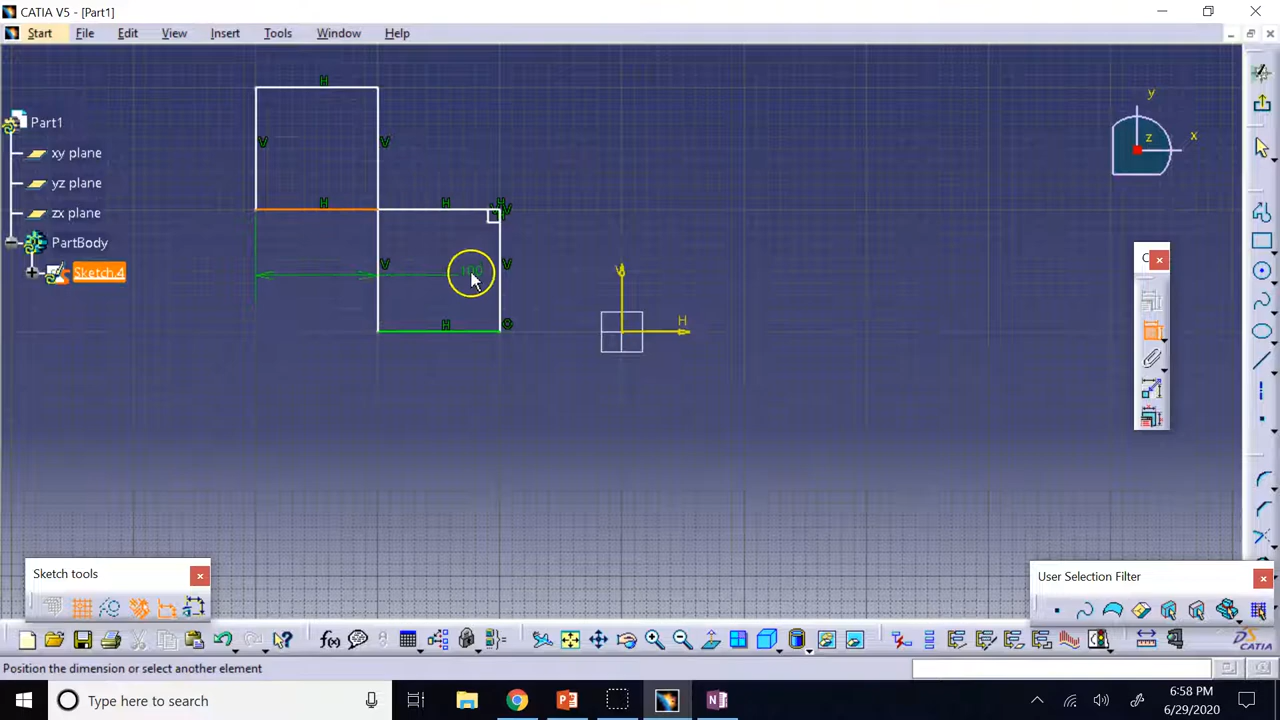 CATIA V5 - [Part1]
Start File Edit View Insert Tools Window Help
H
y
Part1
x
V V
z
xy plane
yz plane
H H H V
zx plane
PartBody
V V
100
Sketch.4
H
H
Sketch tools
User Selection Filter
f(x)
CATIA
Position the dimension or select another element
Type here to search
6:58 PM
6/29/2020